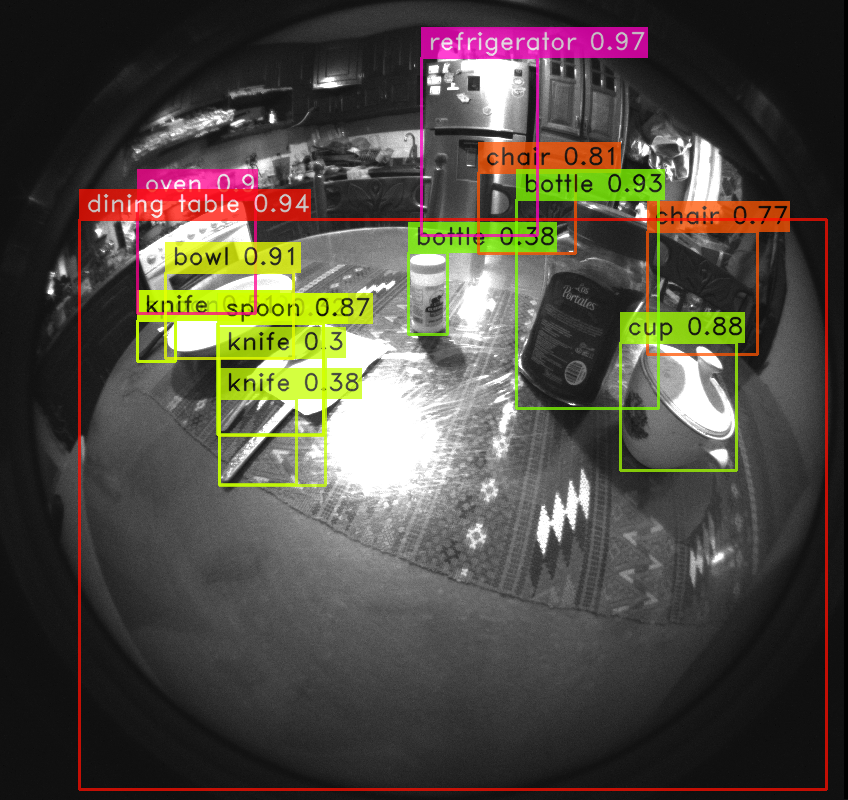 refrigerator 0.97
chair 0.81
oven 0.9
bottle 0.93
dining table 0.94
chair 0.77
bottle 0.38
bowl 0.91
knife
spoon 0.87
cup 0.88
knife 0.3
knife 0.38
Los
Portales